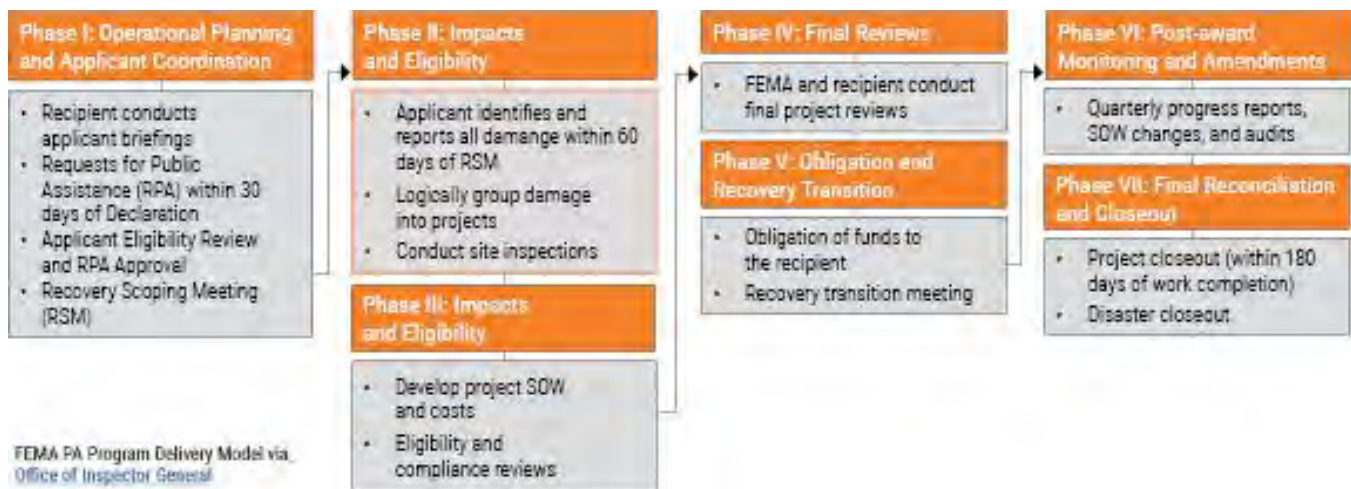 Phase I: Operational Planning
and Applicant Coordination
• Recipient conducts
applicant briefings
• Requests for Public
Assistance (RPA) within 30
days of Declaration
• Applicant Eligibility Review
and RPA Approval
• Recovery Scoping Meeting
(RSM)
Phase II: Impacts
and Eligibility
• Applicant identifies and
reports all damange within 60
days of RSM
• Logically group damage
into projects
• Conduct site inspections
Phase III: Impacts
and Eligibility
• Develop project SOW
and costs
• Eligibility and
compliance reviews
Phase IV: Final Reviews
• FEMA and recipient conduct
final project reviews
Phase V: Obligation and
Recovery Transition
• Obligation of funds to
the recipient
• Recovery transition meeting
Phase VI: Post-award
Monitoring and Amendments
• Quarterly progress reports,
SOW changes, and audits
Phase VII: Final Reconciliation
and Closeout
• Project closeout (within 180
days of work completion)
• Disaster closeout
FEMA PA Program Delivery Model via
Office of Inspector General